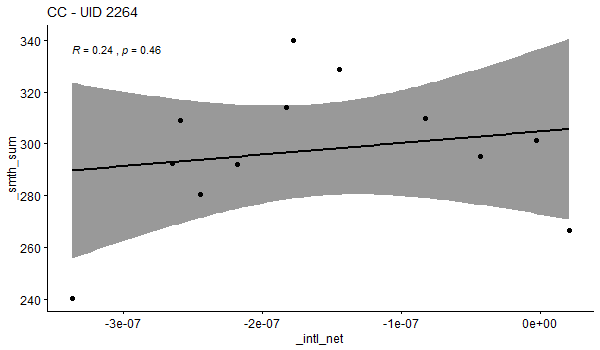 CC - UID 2264
R = 0.24 , p = 0.46
340
320
300
280
260
240
_smth_sum
-3e-07
-2e-07
-1e-07
0e+00
_intl_net